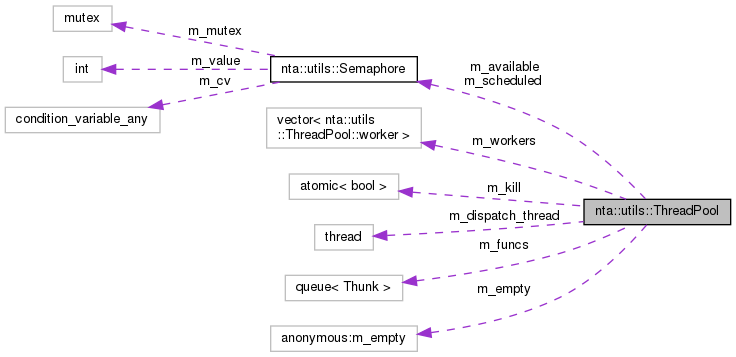 mutex
m_mutex
int
m_value
nta::utils::Semaphore
m_cv
condition_variable_any
m_available
m_scheduled
vector< nta::utils
::ThreadPool::worker >
m_workers
atomic< bool >
m_kill
nta::utils::ThreadPool
m_dispatch_thread
thread
m_funcs
queue< Thunk >
m_empty
anonymous:m_empty